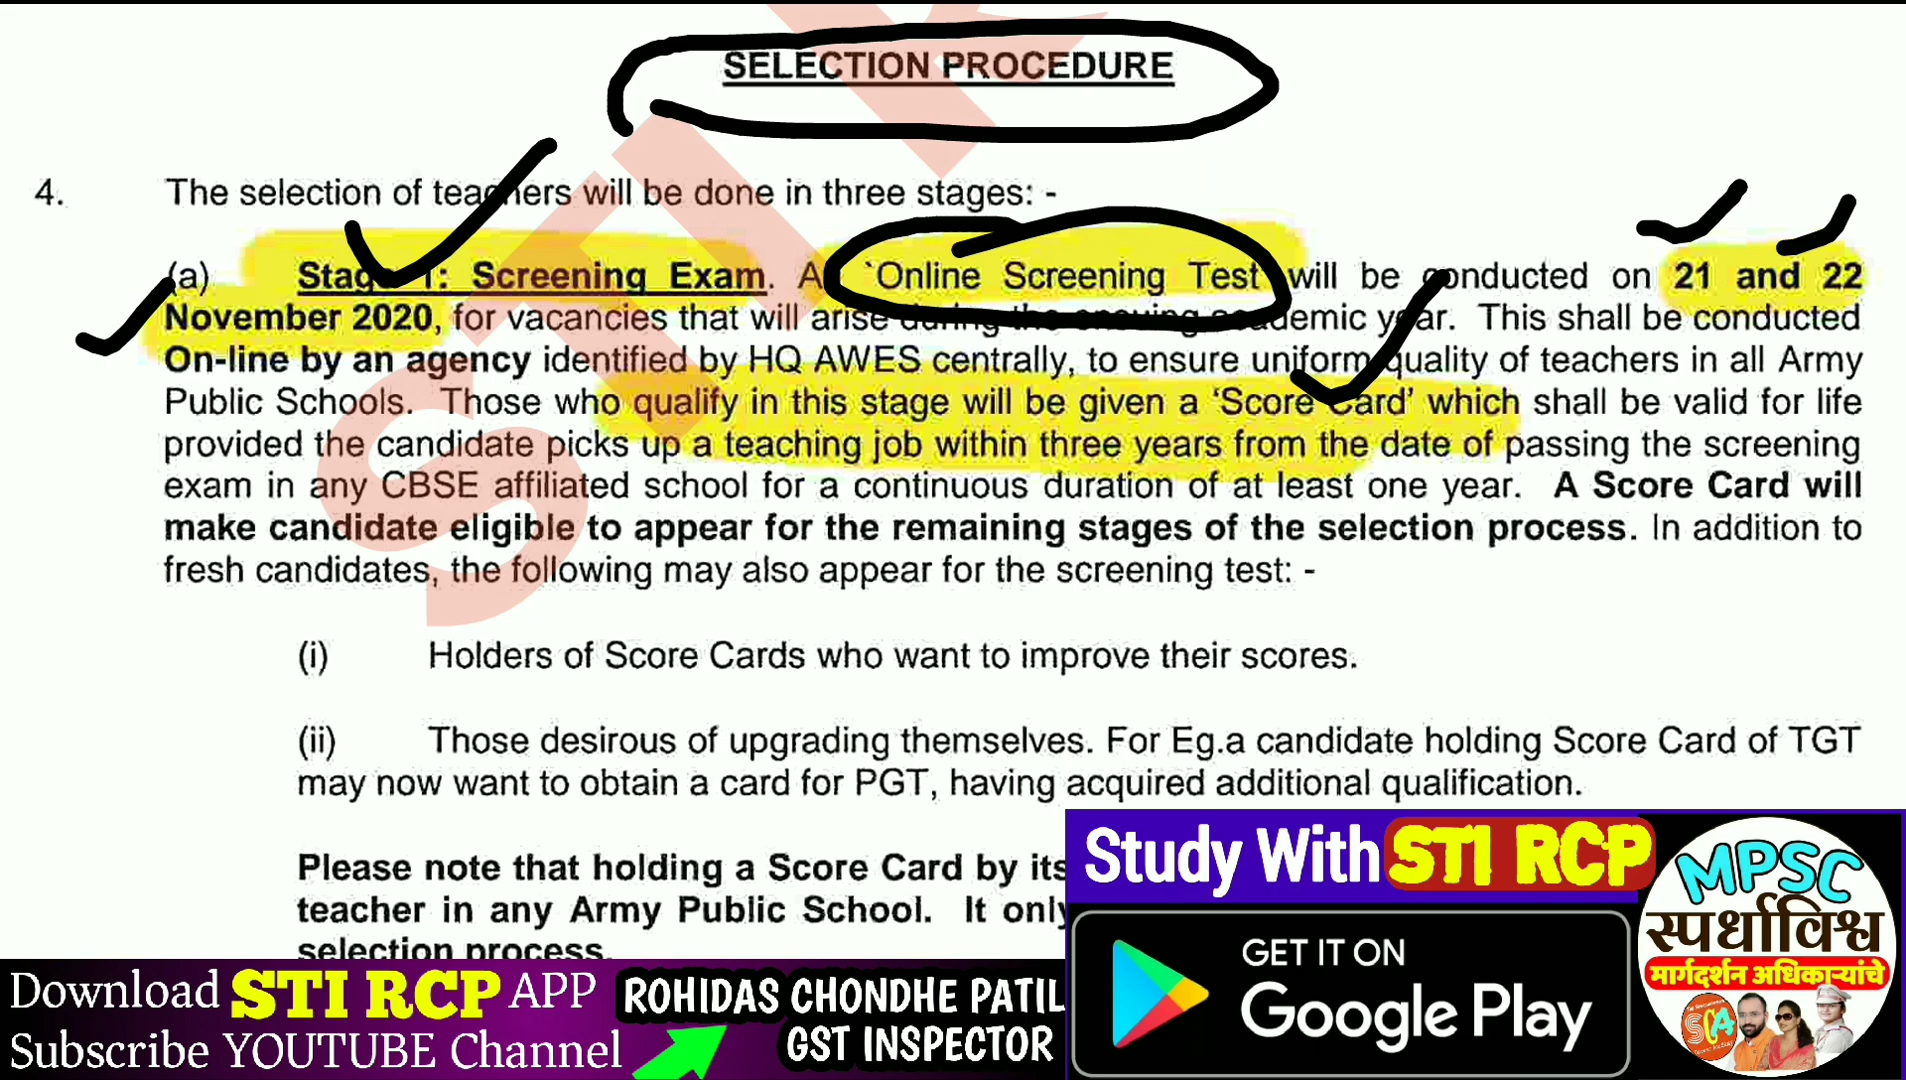 SELECTION PROCEDURE
4. The selection of teachers will be done in three stages: -
(a) Stage 1: Screening Exam. A `Online Screening Test' will be conducted on 21 and 22
November 2020, for vacancies that will arise during the ensuing academic year. This shall be conducted
On-line by an agency identified by HQ AWES centrally, to ensure uniform quality of teachers in all Army
Public Schools. Those who qualify in this stage will be given a ‘Score Card’ which shall be valid for life
provided the candidate picks up a teaching job within three years from the date of passing the screening
exam in any CBSE affiliated school for a continuous duration of at least one year. A Score Card will
make candidate eligible to appear for the remaining stages of the selection process. In addition to
fresh candidates, the following may also appear for the screening test: -
(i) Holders of Score Cards who want to improve their scores.
(ii) Those desirous of upgrading themselves. For Eg.a candidate holding Score Card of TGT
may now want to obtain a card for PGT, having acquired additional qualification.
Please note that holding a Score Card by its
teacher in any Army Public School. It only
selection process.
STI R
Study With STI RCP
GET IT ON
Google Play
MPSC
स्पर्धाविश्व
मार्गदर्शन अधिकाऱ्यांचे
SCA
Download STI RCP APP
Subscribe YOUTUBE Channel
ROHIDAS CHONDHE PATIL
GST INSPECTOR